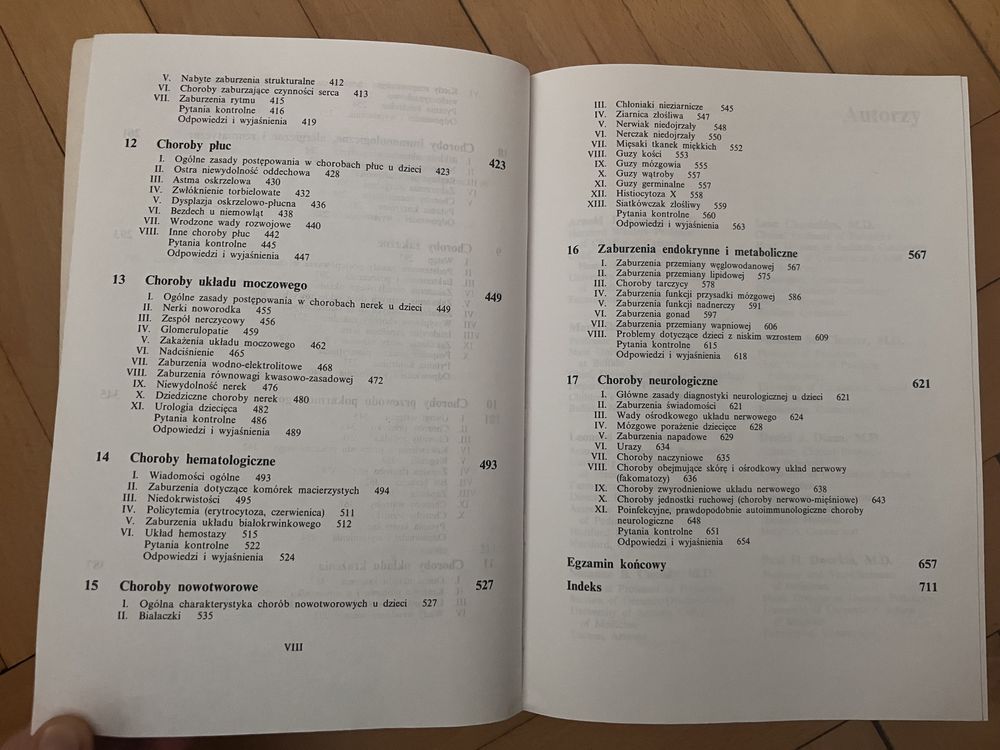 V. Nabyte zaburzenia strukturalne 412
VI. Choroby zaburzające czynności serca 413
VII. Zaburzenia rytmu 415
Pytania kontrolne 416
Odpowiedzi i wyjaśnienia 419
12 Choroby płuc 423
I. Ogólne zasady postępowania w chorobach płuc u dzieci 423
II. Ostra niewydolność oddechowa 428
III. Astma oskrzelowa 430
IV. Zwłóknienie torbielowate 432
V. Dysplazja oskrzelowo-płucna 436
VI. Bezdech u niemowląt 438
VII. Wrodzone wady rozwojowe 440
VIII. Inne choroby płuc 442
Pytania kontrolne 445
Odpowiedzi i wyjaśnienia 447
13 Choroby układu moczowego 449
I. Ogólne zasady postępowania w chorobach nerek u dzieci 449
II. Nerki noworodka 455
III. Zespół nerczycowy 456
IV. Glomerulopatie 459
V. Zakażenia układu moczowego 462
VI. Nadciśnienie 465
VII. Zaburzenia wodno-elektrolitowe 468
VIII. Zaburzenia równowagi kwasowo-zasadowej 472
IX. Niewydolność nerek 476
X. Dziedziczne choroby nerek 480
XI. Urologia dziecięca 482
Pytania kontrolne 486
Odpowiedzi i wyjaśnienia 489
14 Choroby hematologiczne 493
I. Wiadomości ogólne 493
II. Zaburzenia dotyczące komórek macierzystych 494
III. Niedokrwistości 495
IV. Policytemia (erytrocytoza, czerwienica) 511
V. Zaburzenia układu białokrwinkowego 512
VI. Układ hemostazy 515
Pytania kontrolne 522
Odpowiedzi i wyjaśnienia 524
15 Choroby nowotworowe 527
I. Ogólna charakterystyka chorób nowotworowych u dzieci 527
II. Białaczki 535
VIII
III. Chłoniaki nieziarnicze 545
IV. Ziarnica złośliwa 547
V. Nerwiak niedojrzały 548
VI. Nerczak niedojrzały 550
VII. Mięsaki tkanek miękkich 552
VIII. Guzy kości 553
IX. Guzy mózgowia 555
X. Guzy wątroby 557
XI. Guzy germinalne 557
XII. Histiocytoza X 558
XIII. Siatkówczak złośliwy 559
Pytania kontrolne 560
Odpowiedzi i wyjaśnienia 563
16 Zaburzenia endokrynne i metaboliczne 567
I. Zaburzenia przemiany węglowodanowej 567
II. Zaburzenia przemiany lipidowej 575
III. Choroby tarczycy 578
IV. Zaburzenia funkcji przysadki mózgowej 586
V. Zaburzenia funkcji nadnerczy 591
VI. Zaburzenia gonad 597
VII. Zaburzenia przemiany wapniowej 606
VIII. Problemy dotyczące dzieci z niskim wzrostem 609
Pytania kontrolne 615
Odpowiedzi i wyjaśnienia 618
17 Choroby neurologiczne 621
I. Główne zasady diagnostyki neurologicznej u dzieci 621
II. Zaburzenia świadomości 621
III. Wady ośrodkowego układu nerwowego 624
IV. Mózgowe porażenie dziecięce 628
V. Zaburzenia napadowe 629
VI. Urazy 634
VII. Choroby naczyniowe 635
VIII. Choroby obejmujące skórę i ośrodkowy układ nerwowy
(fakomatozy) 636
IX. Choroby zwyrodnieniowe układu nerwowego 638
X. Choroby jednostki ruchowej (choroby nerwowo-mięśniowe) 643
XI. Poinfekcyjne, prawdopodobnie autoimmunologiczne choroby
neurologiczne 648
Pytania kontrolne 651
Odpowiedzi i wyjaśnienia 654
Egzamin końcowy 657
Indeks 711
Autorzy